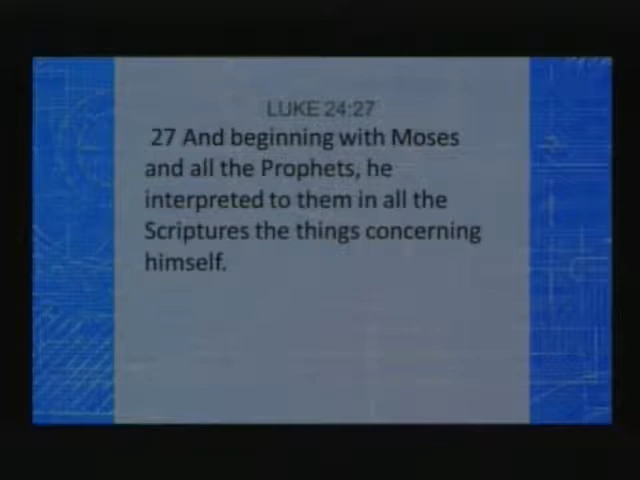 LUKE 24:27
27 And beginning with Moses
and all the Prophets, he
interpreted to them in all the
Scriptures the things concerning
himself.